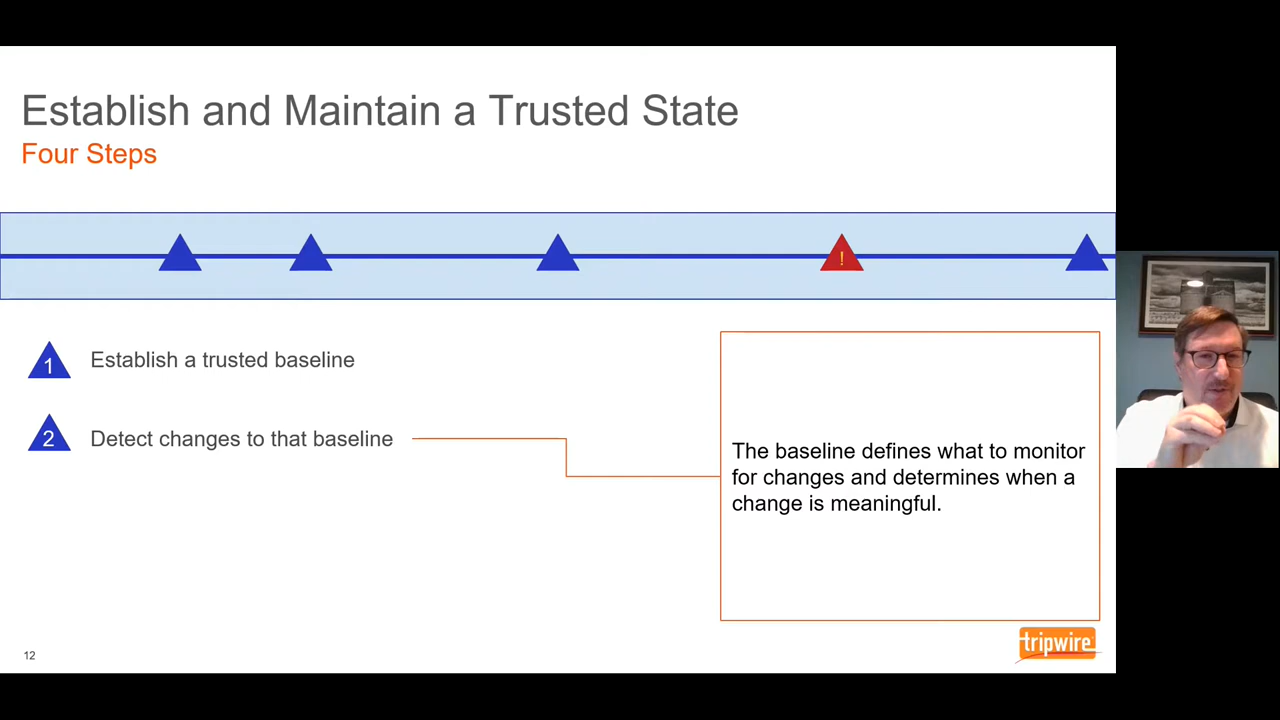 Establish and Maintain a Trusted State
Four Steps
!
1
Establish a trusted baseline
2
Detect changes to that baseline
The baseline defines what to monitor
for changes and determines when a
change is meaningful.
12
tripwire